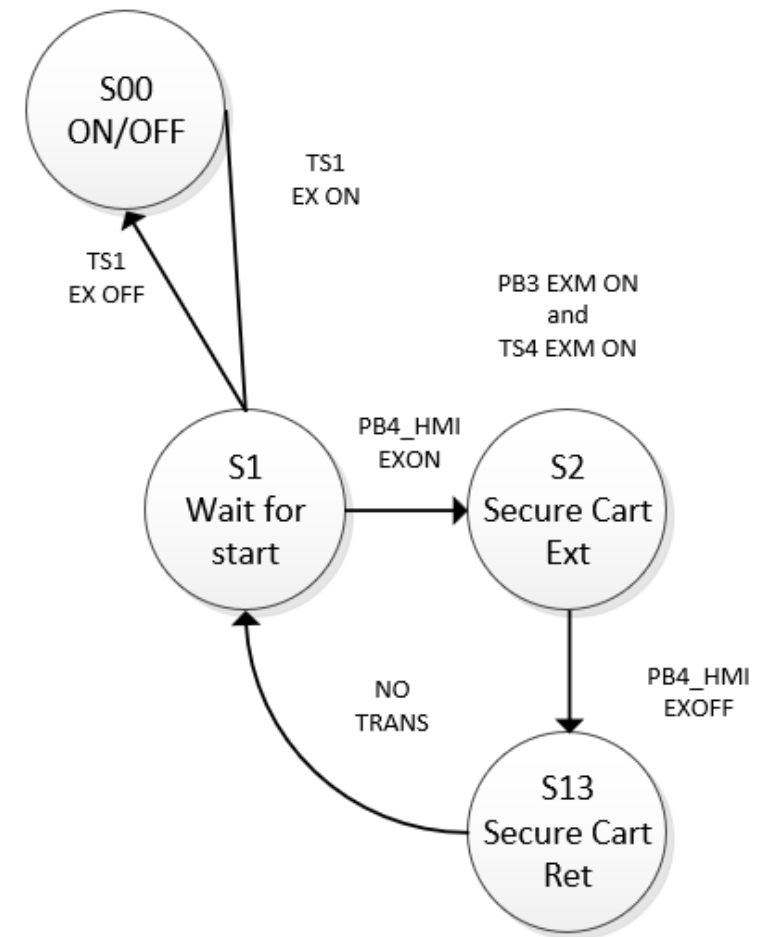 S00
ON/OFF
TS1
EX ON
TS1
EX OFF
PB3 EXM ON
and
TS4 EXM ON
PB4_HMI
EXON
S1
Wait for
start
S2
Secure Cart
Ext
NO
TRANS
PB4_HMI
EXOFF
S13
Secure Cart
Ret